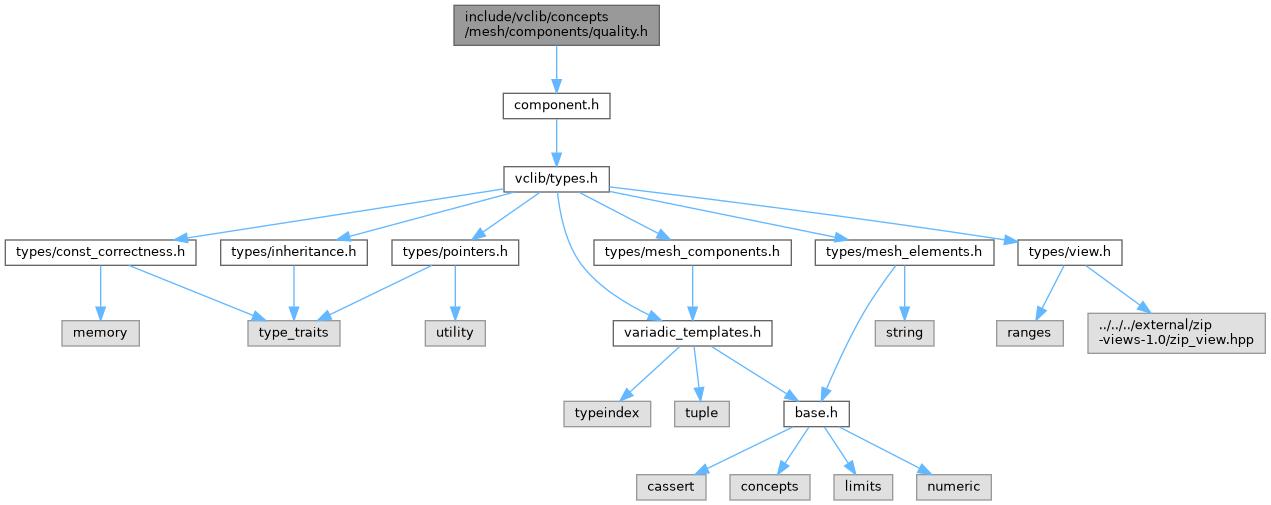 include/vclib/concepts
/mesh/components/quality.h
component.h
vclib/types.h
types/const_correctness.h
types/inheritance.h
types/pointers.h
types/mesh_components.h
types/mesh_elements.h
types/view.h
memory
type_traits
utility
variadic_templates.h
string
ranges
../../../external/zip
-views-1.0/zip_view.hpp
typeindex
tuple
base.h
cassert
concepts
limits
numeric